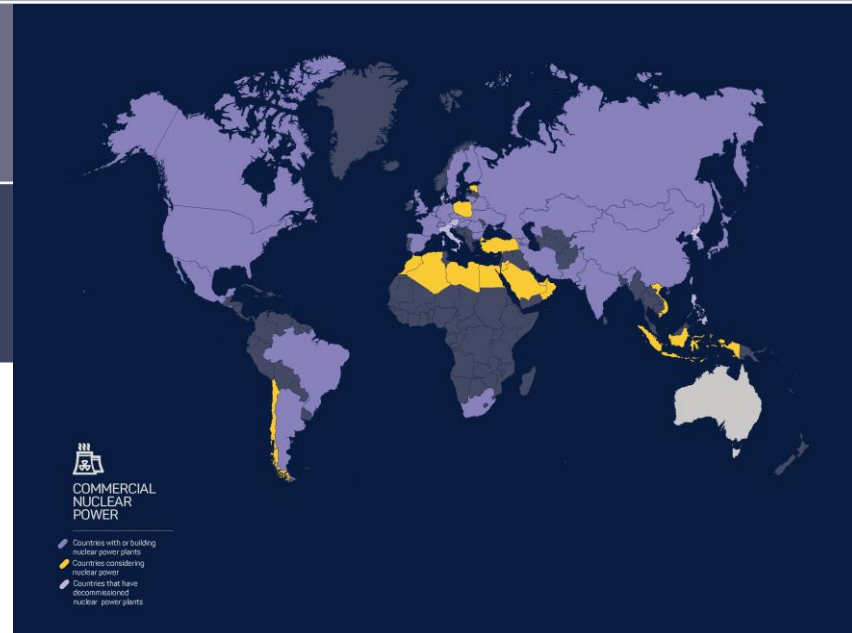 COMMERCIAL
NUCLEAR
POWER
Countries with or building
nuclear power plants
Countries considering
nuclear power
Countries that have
decommissioned
nuclear power plants